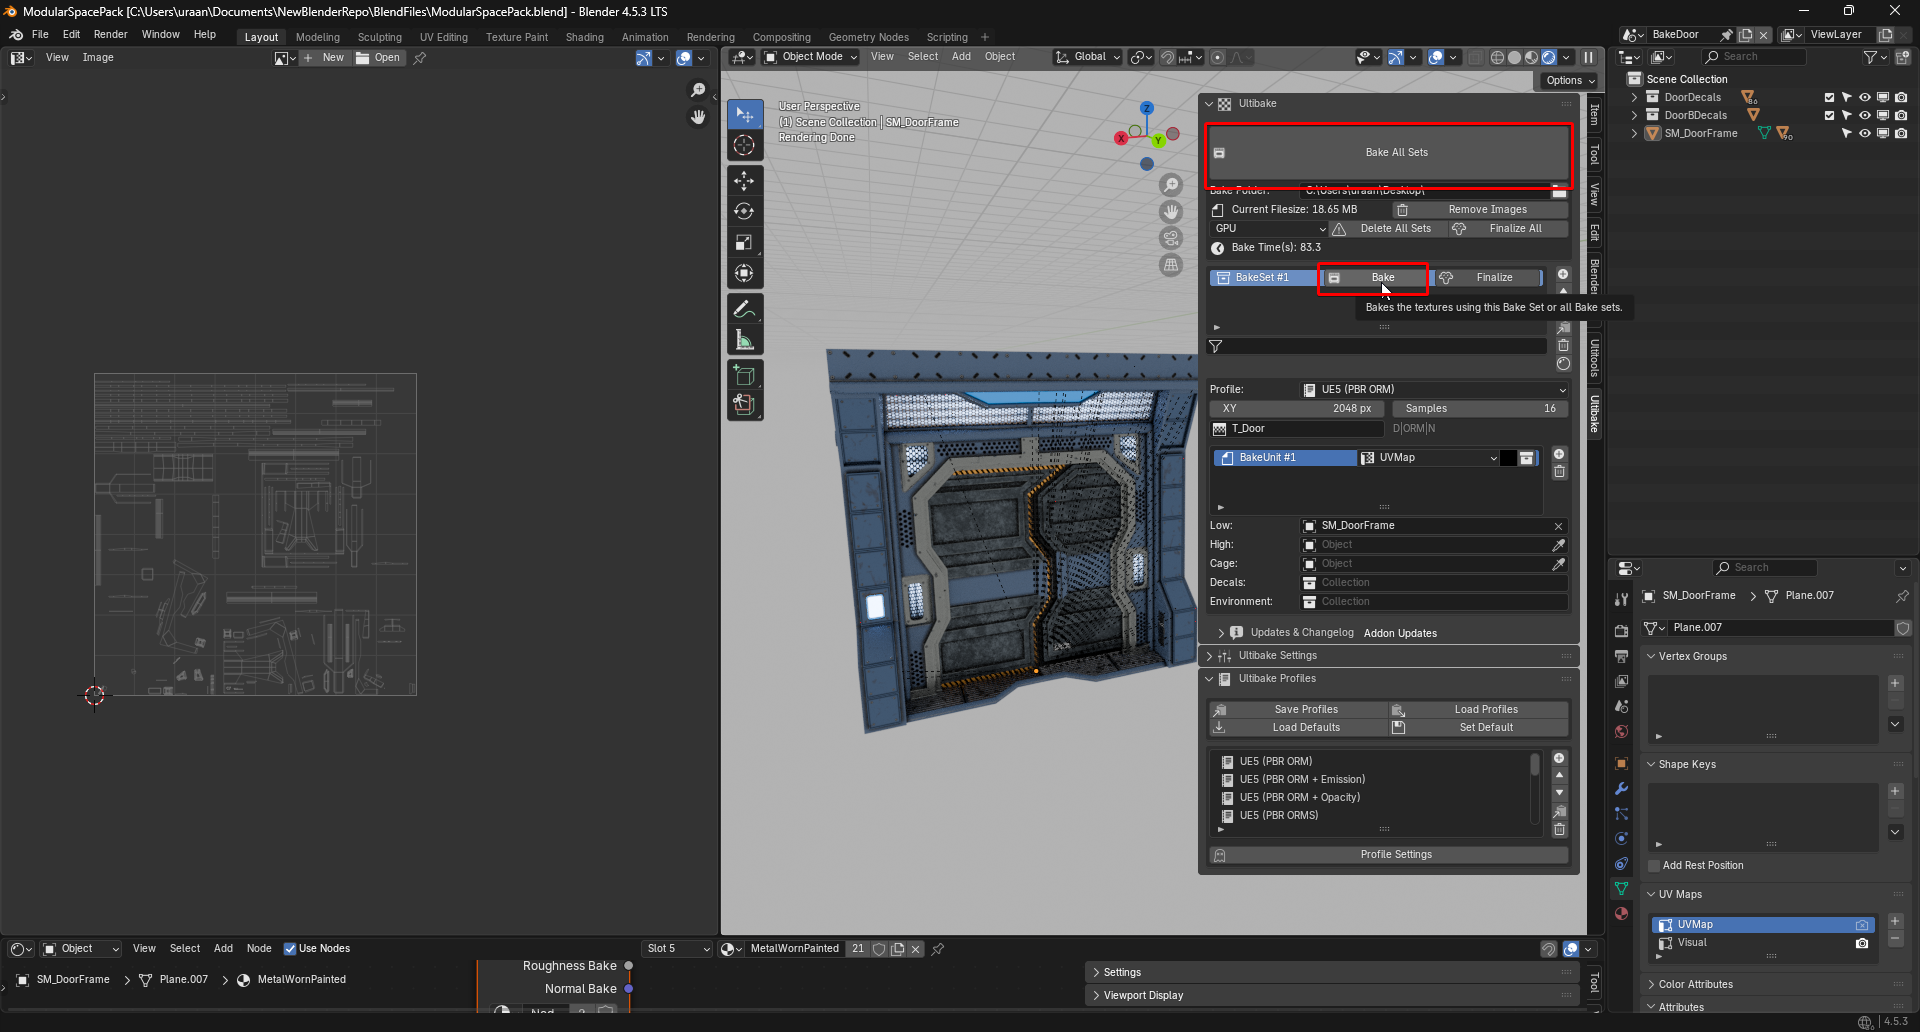 ModularSpacePack [C:\Users\uraan\Documents\NewBlenderRepo\BlendFiles\ModularSpacePack.blend] - Blender 4.5.3 LTS
File Edit Render Window Help Layout Modeling Sculpting UV Editing Texture Paint Shading Animation Rendering Compositing Geometry Nodes Scripting BakeDoor ViewLayer
View Image New Open Object Mode View Select Add Object Global Search
Options
Scene Collection
DoorDecals 86
DoorBDecals
SM_DoorFrame 90
User Perspective
(1) Scene Collection | SM_DoorFrame
Rendering Done
Z
X
Y
Ultibake
Bake All Sets
Bake Folder: C:\Users\uraan\Desktop\
Current Filesize: 18.65 MB Remove Images
GPU Delete All Sets Finalize All
Bake Time(s): 83.3
BakeSet #1 Bake Finalize
Bakes the textures using this Bake Set or all Bake sets.
Profile: UE5 (PBR ORM)
XY 2048 px Samples 16
T_Door D|ORM|N
BakeUnit #1 UVMap
Low: SM_DoorFrame
High: Object
Cage: Object
Decals: Collection
Environment: Collection
Updates & Changelog Addon Updates
Ultibake Settings
Ultibake Profiles
Save Profiles Load Profiles
Load Defaults Set Default
UE5 (PBR ORM)
UE5 (PBR ORM + Emission)
UE5 (PBR ORM + Opacity)
UE5 (PBR ORMS)
Profile Settings
Item
Tool
View
Edit
Ultitools
Ultibake
Search
SM_DoorFrame Plane.007
Plane.007
Vertex Groups
Shape Keys
Add Rest Position
UV Maps
UVMap
Visual
Color Attributes
Attributes
Object View Select Add Node Use Nodes Slot 5 MetalWornPainted 21
SM_DoorFrame Plane.007 MetalWornPainted
Roughness Bake
Normal Bake
Settings
Viewport Display
Tool
4.5.3